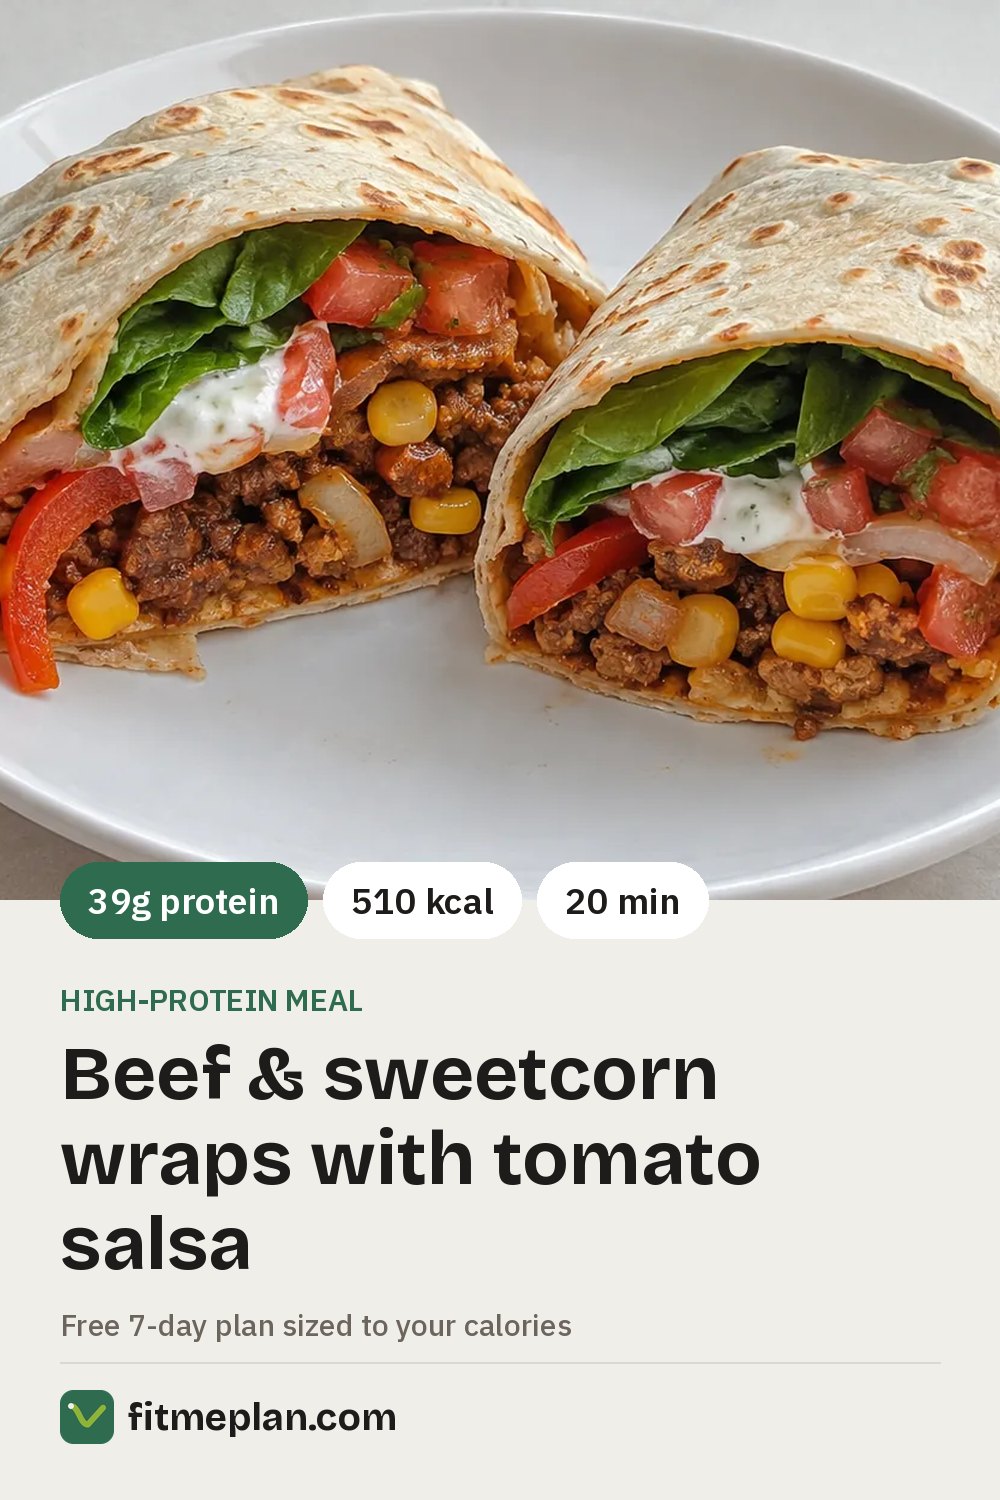 39g protein
510 kcal
20 min
HIGH-PROTEIN MEAL
Beef & sweetcorn
wraps with tomato
salsa
Free 7-day plan sized to your calories
fitmeplan.com